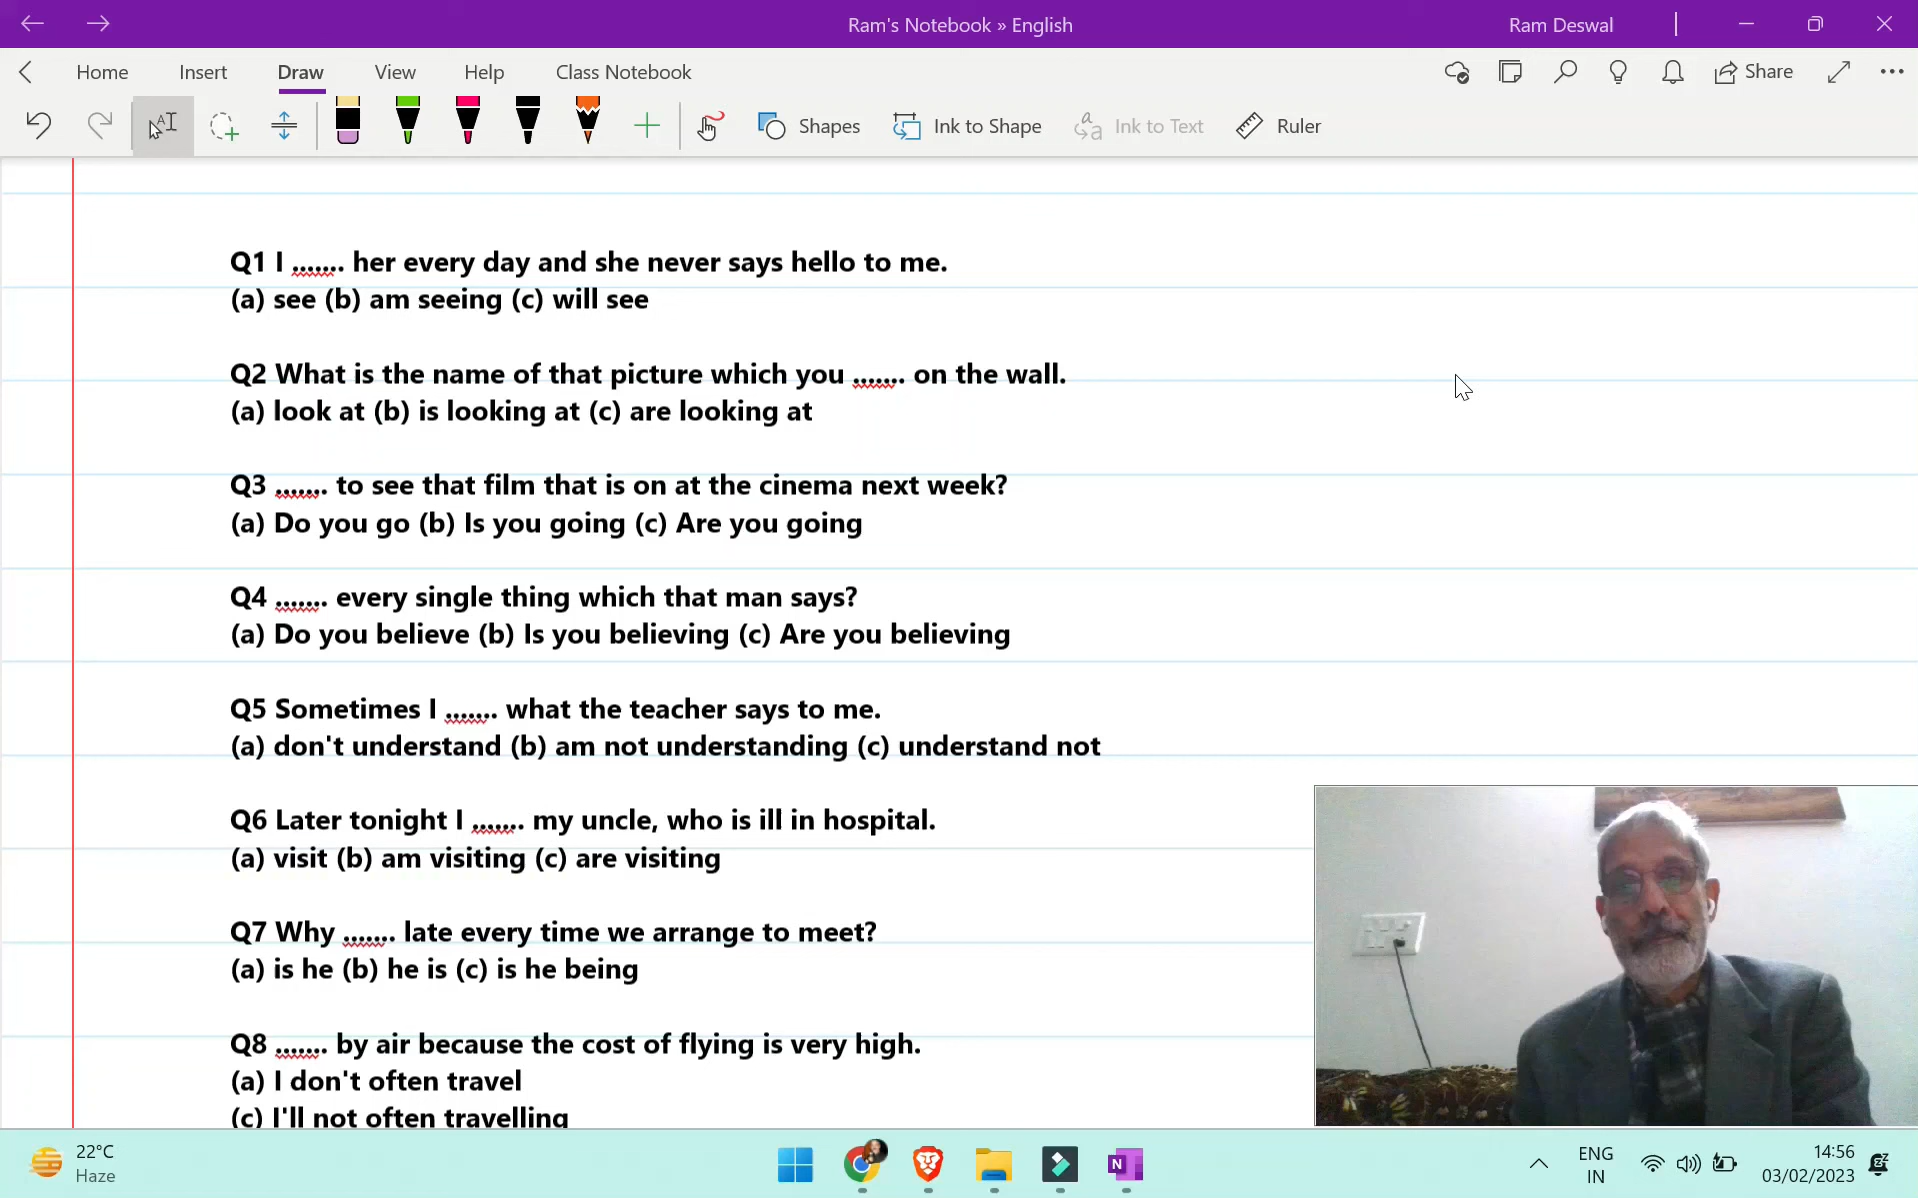 Ram's Notebook » English
Ram Deswal
Home Insert Draw View Help Class Notebook
Share
Shapes Ink to Shape Ink to Text Ruler
Q1 I ....... her every day and she never says hello to me.
(a) see (b) am seeing (c) will see
Q2 What is the name of that picture which you ....... on the wall.
(a) look at (b) is looking at (c) are looking at
Q3 ....... to see that film that is on at the cinema next week?
(a) Do you go (b) Is you going (c) Are you going
Q4 ....... every single thing which that man says?
(a) Do you believe (b) Is you believing (c) Are you believing
Q5 Sometimes I ....... what the teacher says to me.
(a) don't understand (b) am not understanding (c) understand not
Q6 Later tonight I ....... my uncle, who is ill in hospital.
(a) visit (b) am visiting (c) are visiting
Q7 Why ....... late every time we arrange to meet?
(a) is he (b) he is (c) is he being
Q8 ....... by air because the cost of flying is very high.
(a) I don't often travel
(c) I'll not often travelling
22°C
Haze
ENG
IN
14:56
03/02/2023